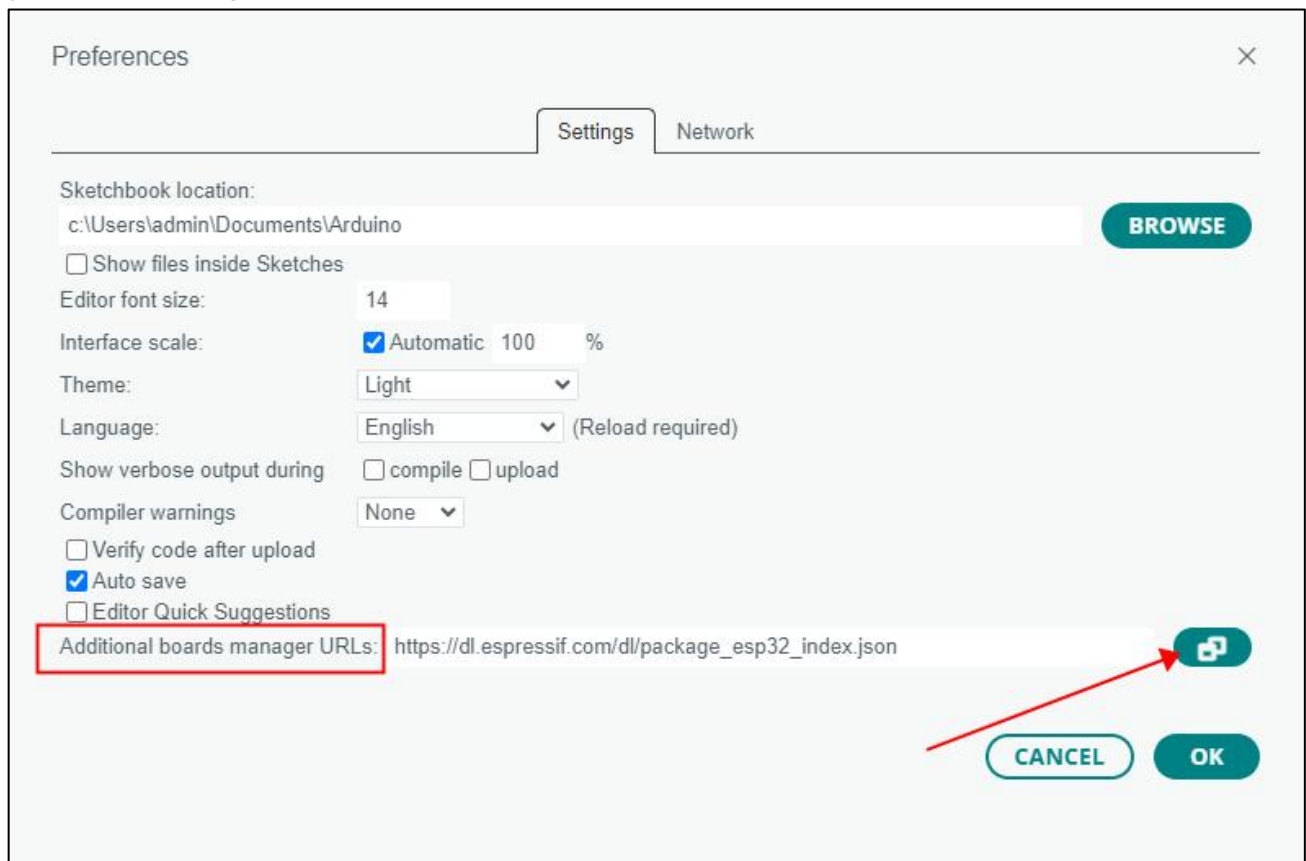 Preferences
Settings Network
Sketchbook location:
c:\Users\admin\Documents\Arduino BROWSE
Show files inside Sketches
Editor font size: 14
Interface scale: Automatic 100 %
Theme: Light
Language: English (Reload required)
Show verbose output during compile upload
Compiler warnings None
Verify code after upload
Auto save
Editor Quick Suggestions
Additional boards manager URLs: https://dl.espressif.com/dl/package_esp32_index.json
CANCEL OK